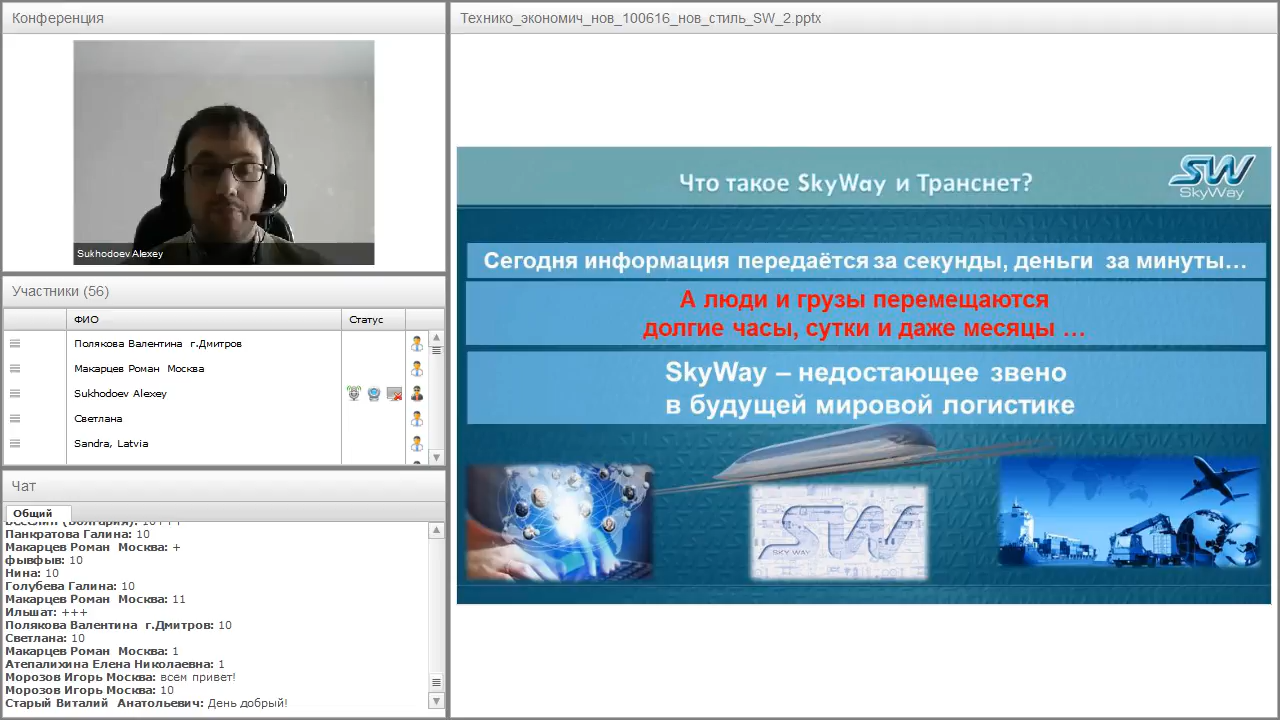 Конференция
Sukhodoev Alexey
Участники (56)
ФИО
Статус
Полякова Валентина г.Дмитров
Макарцев Роман Москва
Sukhodoev Alexey
Светлана
Sandra, Latvia
Чат
Общий
Панкратова Галина: 10
Макарцев Роман Москва: +
фывфыв: 10
Нина: 10
Голубева Галина: 10
Макарцев Роман Москва: 11
Ильшат: +++
Полякова Валентина г.Дмитров: 10
Светлана: 10
Макарцев Роман Москва: 1
Атепалихина Елена Николаевна: 1
Морозов Игорь Москва: всем привет!
Морозов Игорь Москва: 10
Старый Виталий Анатольевич: День добрый!
Технико_экономич_нов_100616_нов_стиль_SW_2.pptx
Что такое SkyWay и Транснет?
SW
SkyWay
Сегодня информация передаётся за секунды, деньги за минуты...
А люди и грузы перемещаются
долгие часы, сутки и даже месяцы ...
SkyWay – недостающее звено
в будущей мировой логистике
SW
SKY WAY